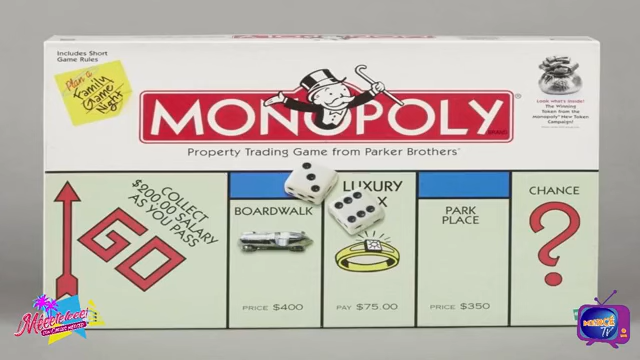 Includes Short
Game Rules
Plan a
Family
Game
Night
MONOPOLY
®
Property Trading Game from Parker Brothers®
Look What's Inside!
The Winning
Token from the
Monopoly New Token
Campaign!
COLLECT
$200.00 SALARY
AS YOU PASS
GO
BOARDWALK
PRICE $400
LUXURY
PAY $75.00
PARK
PLACE
PRICE $350
CHANCE
?
TV